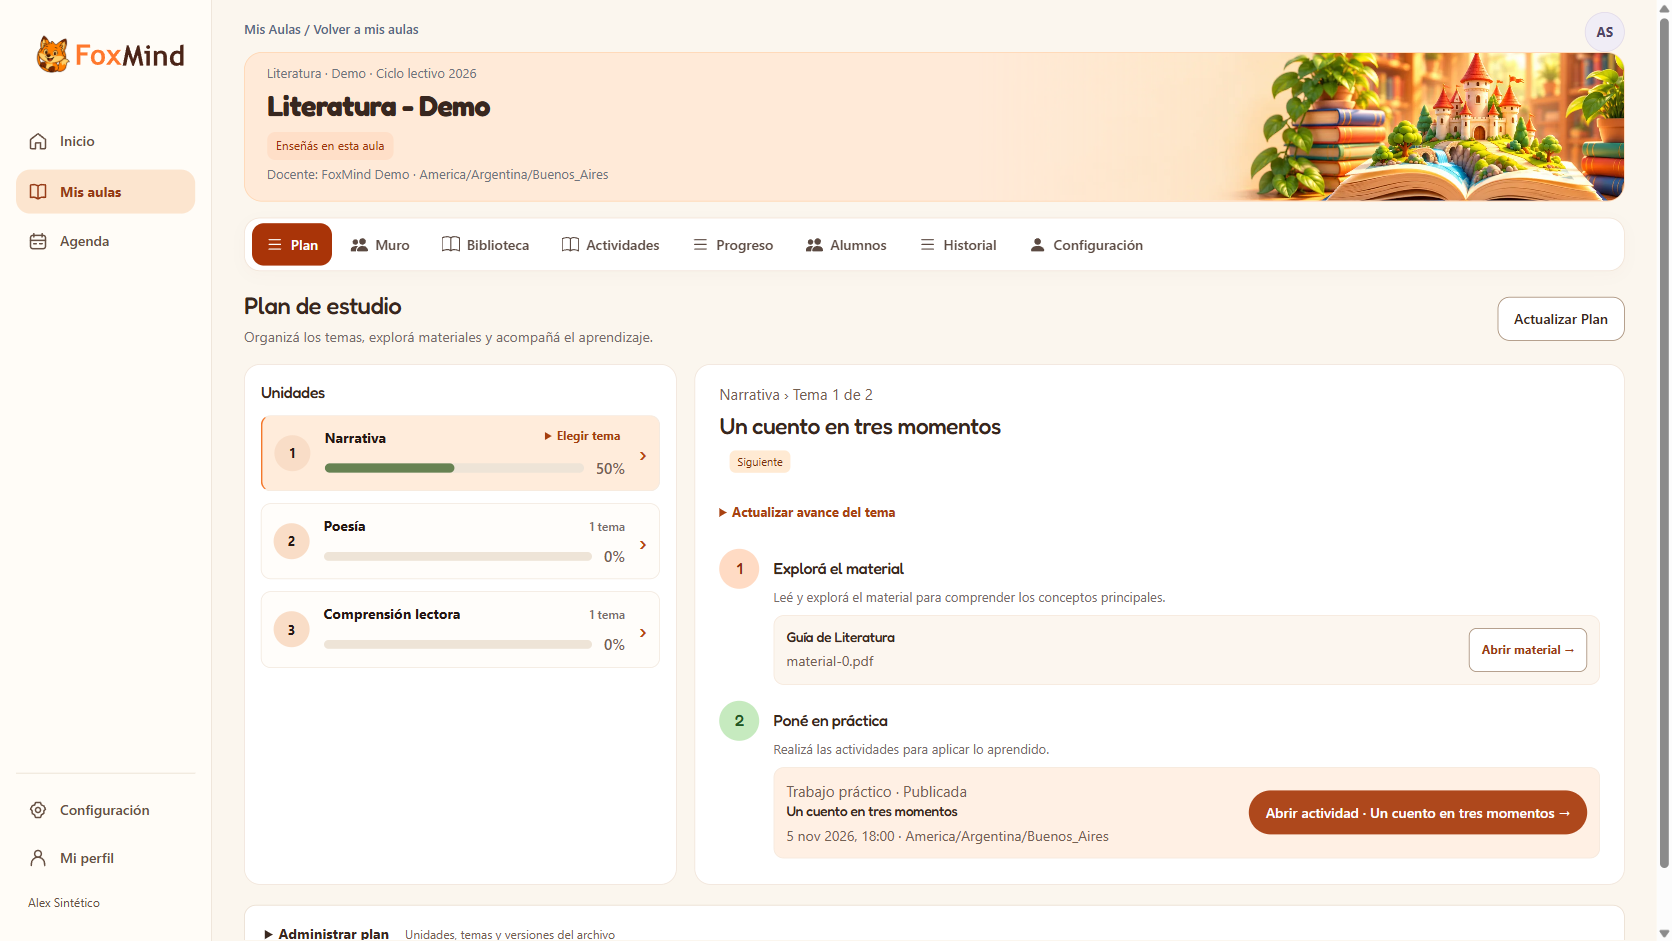 FoxMind
Inicio
Mis aulas
Agenda
Configuración
Mi perfil
Alex Sintético
Mis Aulas / Volver a mis aulas
AS
Literatura · Demo · Ciclo lectivo 2026
Literatura - Demo
Enseñás en esta aula
Docente: FoxMind Demo · America/Argentina/Buenos_Aires
Plan
Muro
Biblioteca
Actividades
Progreso
Alumnos
Historial
Configuración
Plan de estudio
Organizá los temas, explorá materiales y acompañá el aprendizaje.
Actualizar Plan
Unidades
1
Narrativa
▶ Elegir tema
50%
›
2
Poesía
1 tema
0%
›
3
Comprensión lectora
1 tema
0%
›
Narrativa › Tema 1 de 2
Un cuento en tres momentos
Siguiente
▶ Actualizar avance del tema
1
Explorá el material
Leé y explorá el material para comprender los conceptos principales.
Guía de Literatura
material-0.pdf
Abrir material →
2
Poné en práctica
Realizá las actividades para aplicar lo aprendido.
Trabajo práctico · Publicada
Un cuento en tres momentos
5 nov 2026, 18:00 · America/Argentina/Buenos_Aires
Abrir actividad · Un cuento en tres momentos →
▶ Administrar plan Unidades, temas y versiones del archivo